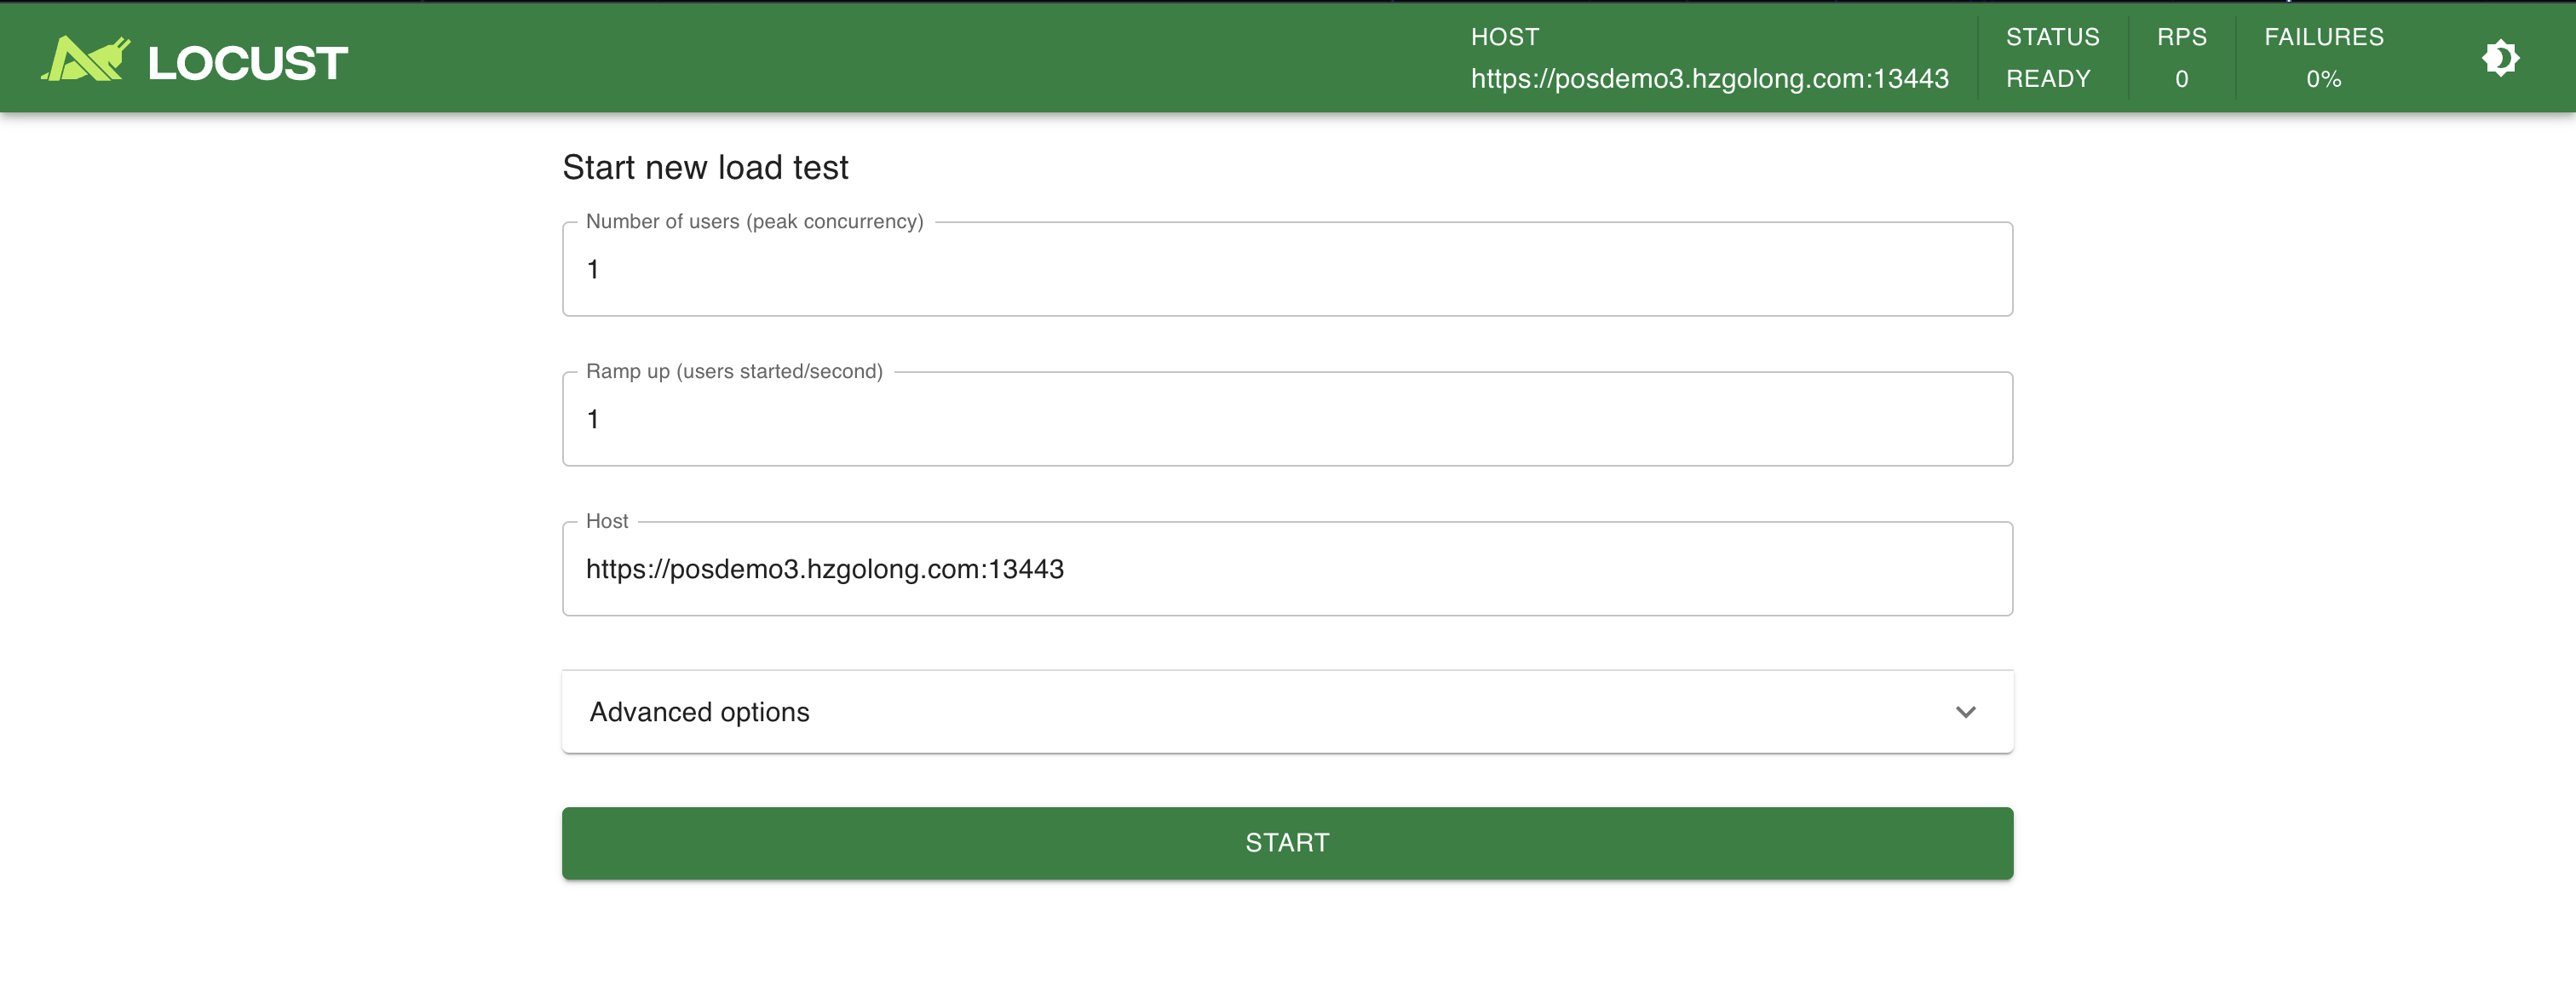 LOCUST
HOST
https://posdemo3.hzgolong.com:13443
STATUS
READY
RPS
0
FAILURES
0%
Start new load test
Number of users (peak concurrency)
1
Ramp up (users started/second)
1
Host
https://posdemo3.hzgolong.com:13443
Advanced options
START